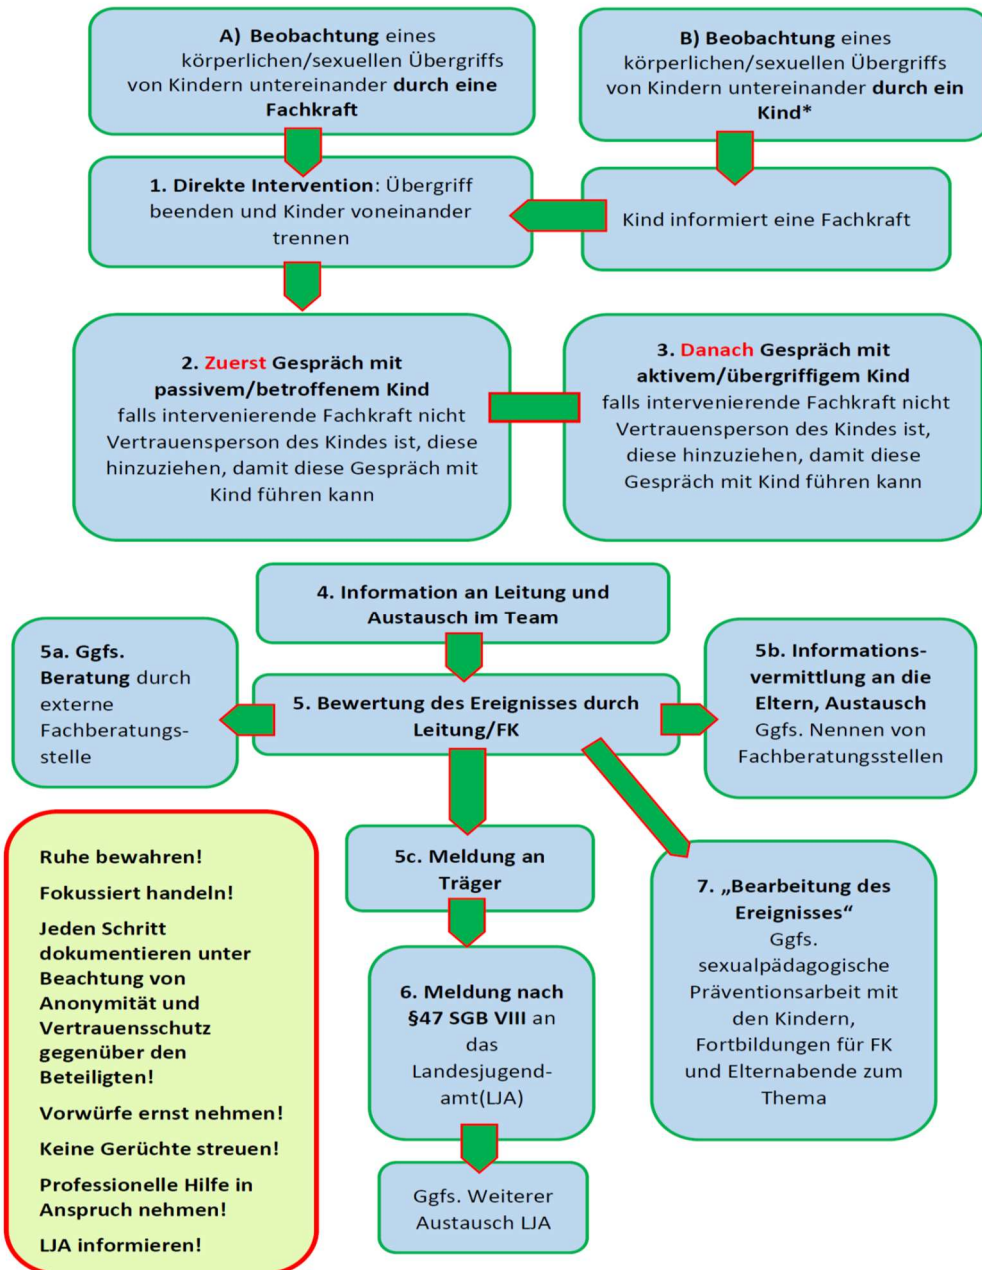 A) Beobachtung eines
körperlichen/sexuellen Übergriffs
von Kindern untereinander durch eine
Fachkraft
B) Beobachtung eines
körperlichen/sexuellen Übergriffs
von Kindern untereinander durch ein
Kind*
1. Direkte Intervention: Übergriff
beenden und Kinder voneinander
trennen
Kind informiert eine Fachkraft
2. Zuerst Gespräch mit
passivem/betroffenem Kind
falls intervenierende Fachkraft nicht
Vertrauensperson des Kindes ist, diese
hinzuziehen, damit diese Gespräch mit
Kind führen kann
3. Danach Gespräch mit
aktivem/übergriffigem Kind
falls intervenierende Fachkraft nicht
Vertrauensperson des Kindes ist,
diese hinzuziehen, damit diese
Gespräch mit Kind führen kann
4. Information an Leitung und
Austausch im Team
5a. Ggfs.
Beratung durch
externe
Fachberatungs-
stelle
5. Bewertung des Ereignisses durch
Leitung/FK
5b. Informations-
vermittlung an die
Eltern, Austausch
Ggfs. Nennen von
Fachberatungsstellen
Ruhe bewahren!
Fokussiert handeln!
Jeden Schritt
dokumentieren unter
Beachtung von
Anonymität und
Vertrauensschutz
gegenüber den
Beteiligten!
Vorwürfe ernst nehmen!
Keine Gerüchte streuen!
Professionelle Hilfe in
Anspruch nehmen!
LJA informieren!
5c. Meldung an
Träger
6. Meldung nach
§47 SGB VIII an
das
Landesjugend-
amt(LJA)
Ggfs. Weiterer
Austausch LJA
7. „Bearbeitung des
Ereignisses“
Ggfs.
sexualpädagogische
Präventionsarbeit mit
den Kindern,
Fortbildungen für FK
und Elternabende zum
Thema